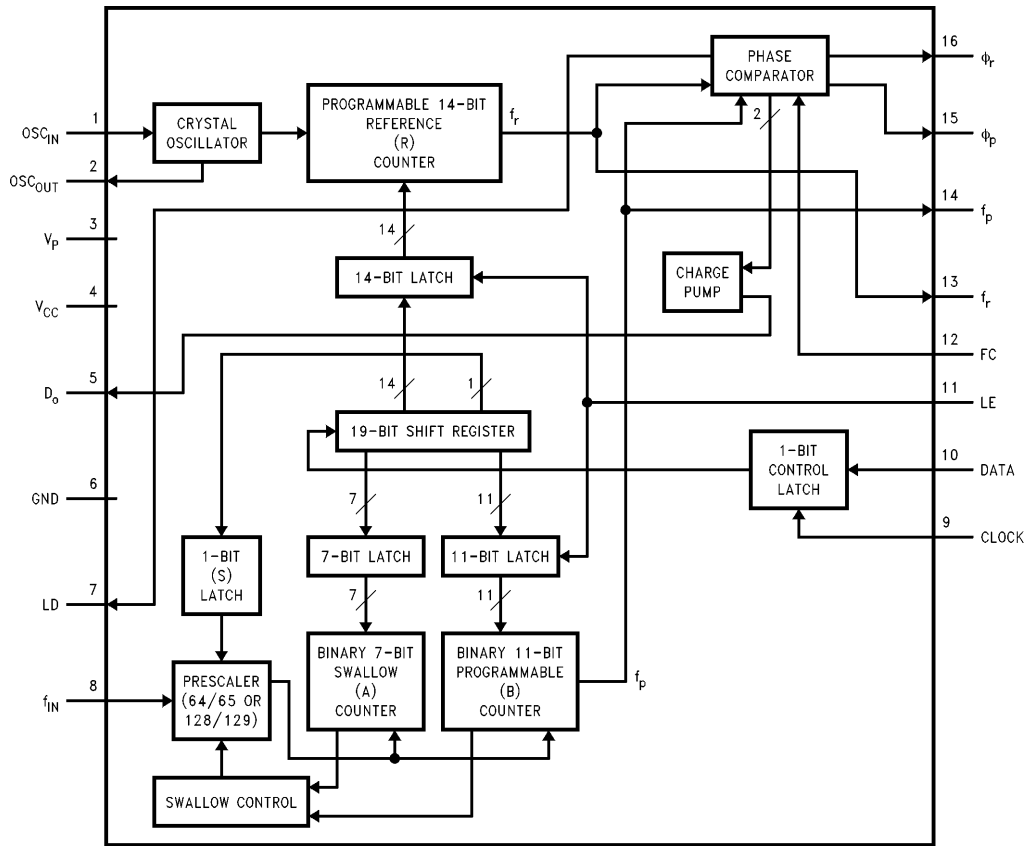 16
PHASE
COMPARATOR
ϕr
PROGRAMMABLE 14-BIT
REFERENCE
(R)
COUNTER
fr
1
OSCIN
CRYSTAL
OSCILLATOR
2
15
ϕp
2
OSCOUT
14
fp
3
VP
14
14-BIT LATCH
CHARGE
PUMP
13
fr
4
VCC
12
FC
5
Do
14
1
11
LE
19-BIT SHIFT REGISTER
1-BIT
CONTROL
LATCH
10
DATA
6
GND
7
11
9
CLOCK
1-BIT
(S)
LATCH
7-BIT LATCH
11-BIT LATCH
7
LD
7
11
BINARY 7-BIT
SWALLOW
(A)
COUNTER
BINARY 11-BIT
PROGRAMMABLE
(B)
COUNTER
fp
8
fIN
PRESCALER
(64/65 OR
128/129)
SWALLOW CONTROL